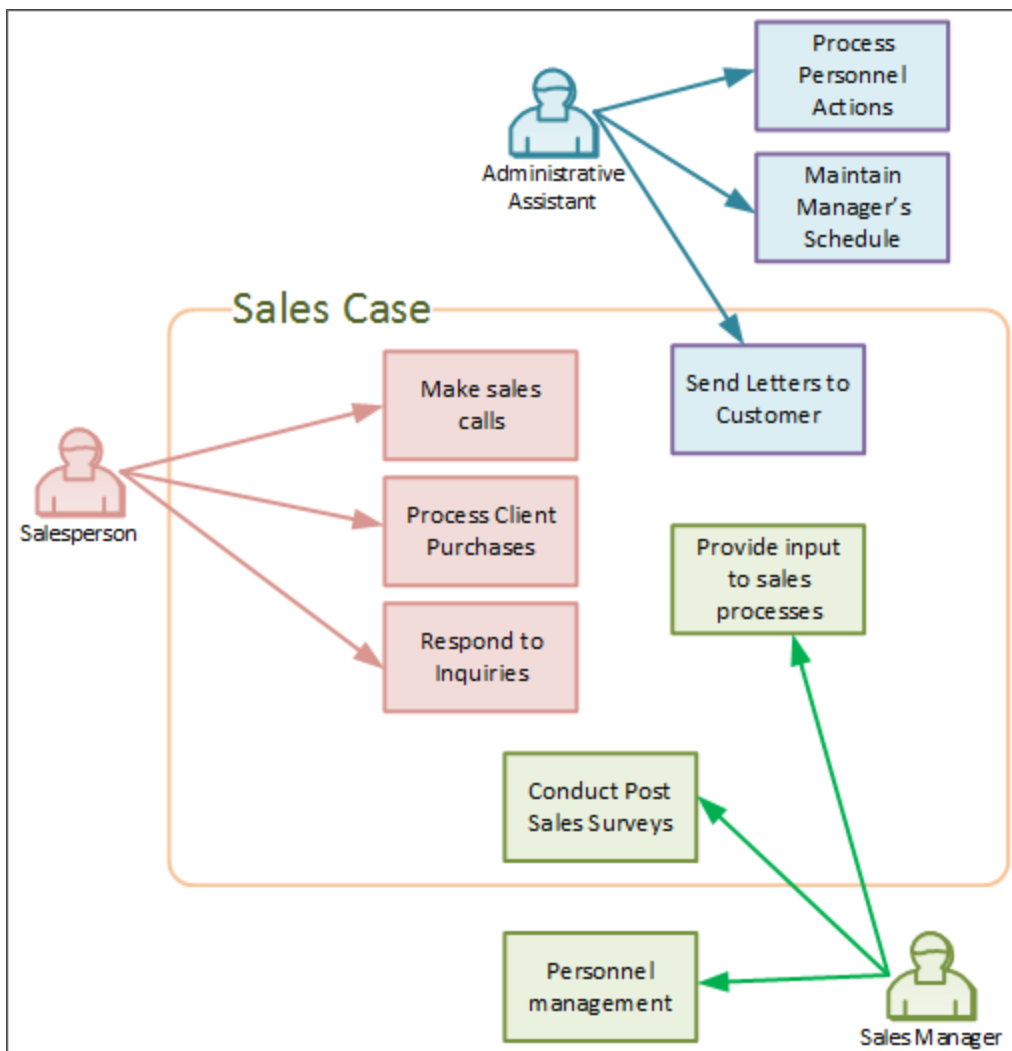 Process
Personnel
Actions
Administrative
Assistant
Maintain
Manager's
Schedule
Sales Case
Make sales
calls
Send Letters to
Customer
Salesperson
Process Client
Purchases
Provide input
to sales
processes
Respond to
Inquiries
Conduct Post
Sales Surveys
Personnel
management
Sales Manager